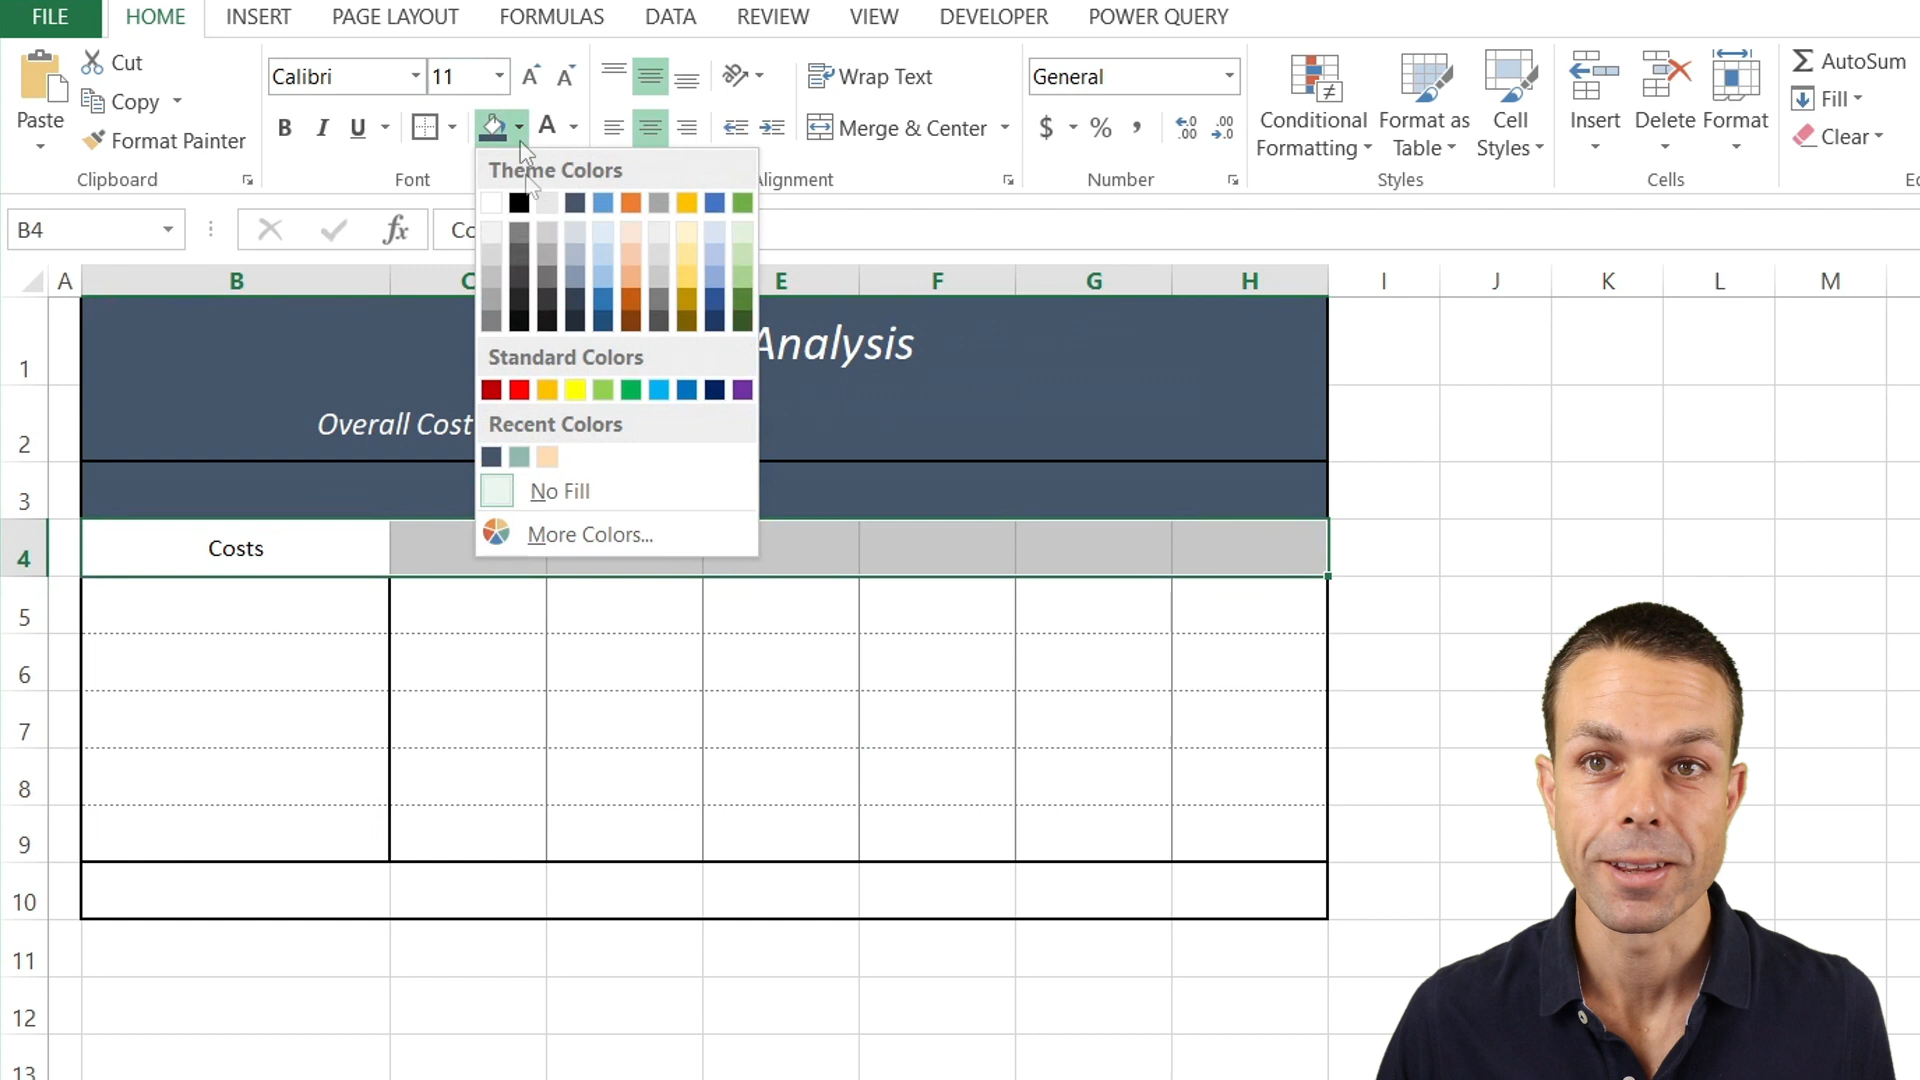 FILE HOME INSERT PAGE LAYOUT FORMULAS DATA REVIEW VIEW DEVELOPER POWER QUERY
Paste
Cut
Copy
Format Painter
Clipboard
Calibri 11
B I U A
Font
Wrap Text
Merge & Center
Alignment
General
$ % ,
Number
Conditional Formatting
Format as Table
Cell Styles
Styles
Insert Delete Format
Cells
AutoSum
Fill
Clear
B4
fx
Co
Theme Colors
Standard Colors
Recent Colors
No Fill
More Colors...
A B C E F G H I J K L M
1
Analysis
2
Overall Cost
3
4
Costs
5
6
7
8
9
10
11
12
13